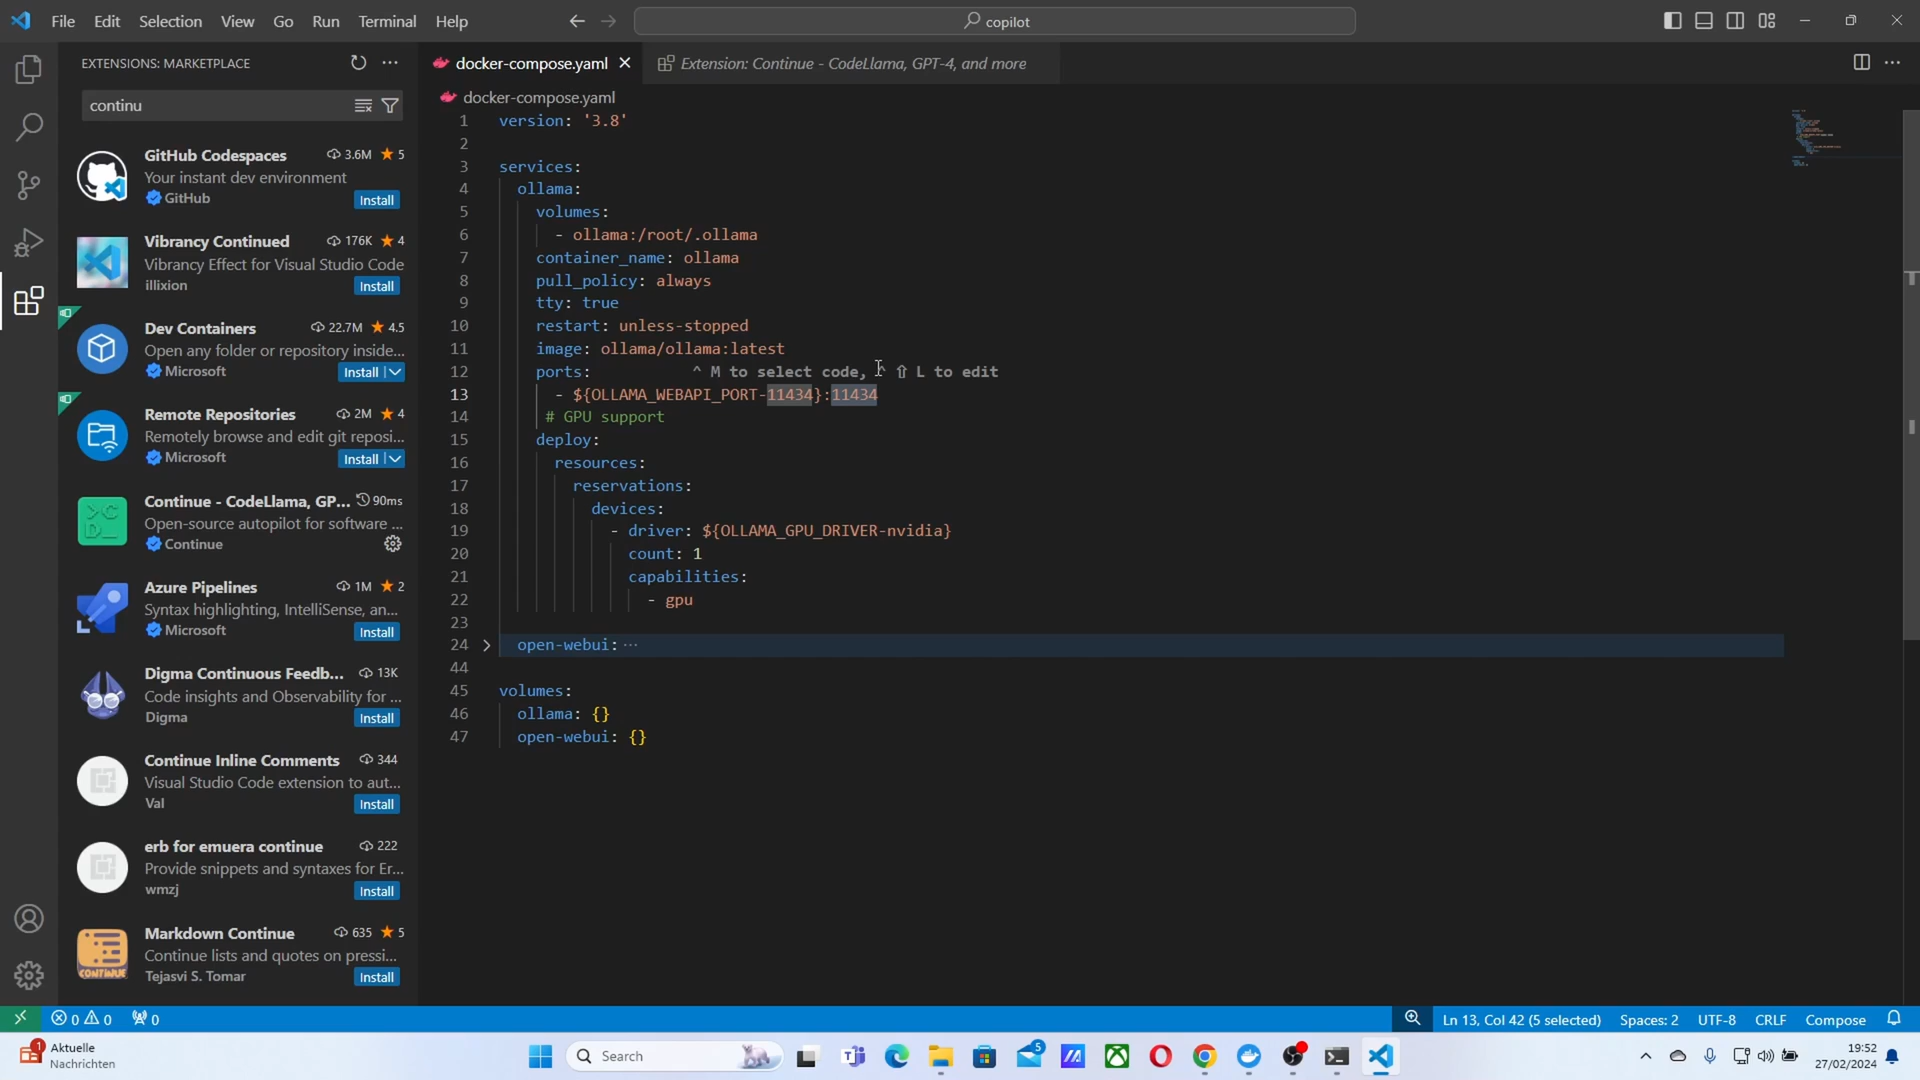 File Edit Selection View Go Run Terminal Help
copilot
EXTENSIONS: MARKETPLACE
continu
GitHub Codespaces 3.6M 5
Your instant dev environment
GitHub Install
Vibrancy Continued 176K 4
Vibrancy Effect for Visual Studio Code
illixion Install
Dev Containers 22.7M 4.5
Open any folder or repository inside...
Microsoft Install
Remote Repositories 2M 4
Remotely browse and edit git reposi...
Microsoft Install
Continue - CodeLlama, GP... 90ms
Open-source autopilot for software ...
Continue
Azure Pipelines 1M 2
Syntax highlighting, IntelliSense, an...
Microsoft Install
Digma Continuous Feedb... 13K
Code insights and Observability for ...
Digma Install
Continue Inline Comments 344
Visual Studio Code extension to aut...
Val Install
erb for emuera continue 222
Provide snippets and syntaxes for Er...
wmzj Install
Markdown Continue 635 5
Continue lists and quotes on pressi...
Tejasvi S. Tomar Install
docker-compose.yaml Extension: Continue - CodeLlama, GPT-4, and more
docker-compose.yaml
1 version: '3.8'
2
3 services:
4 ollama:
5 volumes:
6 - ollama:/root/.ollama
7 container_name: ollama
8 pull_policy: always
9 tty: true
10 restart: unless-stopped
11 image: ollama/ollama:latest
12 ports: ^ M to select code, ^ ⇧ L to edit
13 - ${OLLAMA_WEBAPI_PORT-11434}:11434
14 # GPU support
15 deploy:
16 resources:
17 reservations:
18 devices:
19 - driver: ${OLLAMA_GPU_DRIVER-nvidia}
20 count: 1
21 capabilities:
22 - gpu
23
24 open-webui: ...
44
45 volumes:
46 ollama: {}
47 open-webui: {}
0 0 0
Ln 13, Col 42 (5 selected) Spaces: 2 UTF-8 CRLF Compose
1 Aktuelle
Nachrichten
Search
5
19:52
27/02/2024